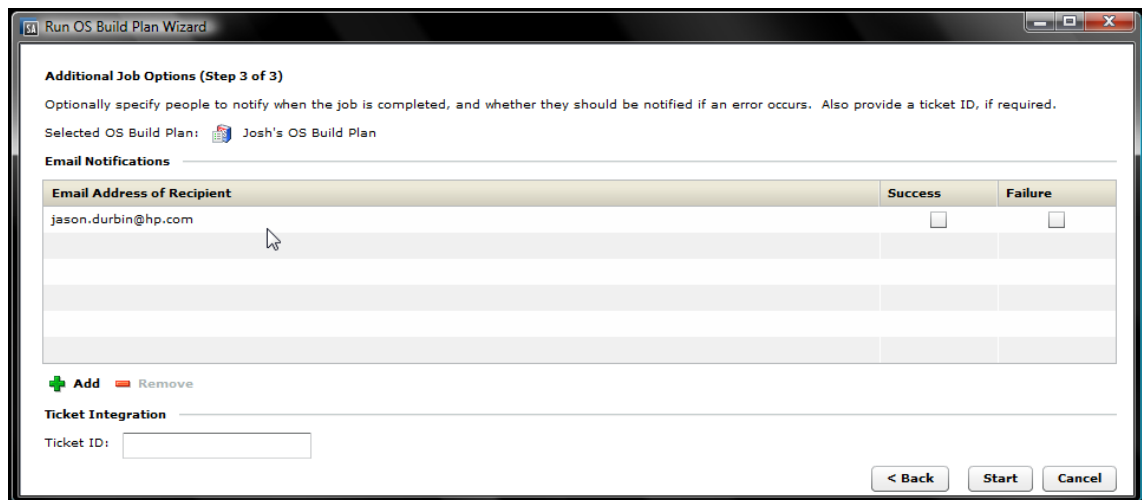 SA Run OS Build Plan Wizard
Additional Job Options (Step 3 of 3)
Optionally specify people to notify when the job is completed, and whether they should be notified if an error occurs.  Also provide a ticket ID, if required.
Selected OS Build Plan: Josh's OS Build Plan
Email Notifications
Email Address of Recipient Success Failure
jason.durbin@hp.com
Add Remove
Ticket Integration
Ticket ID:
< Back Start Cancel